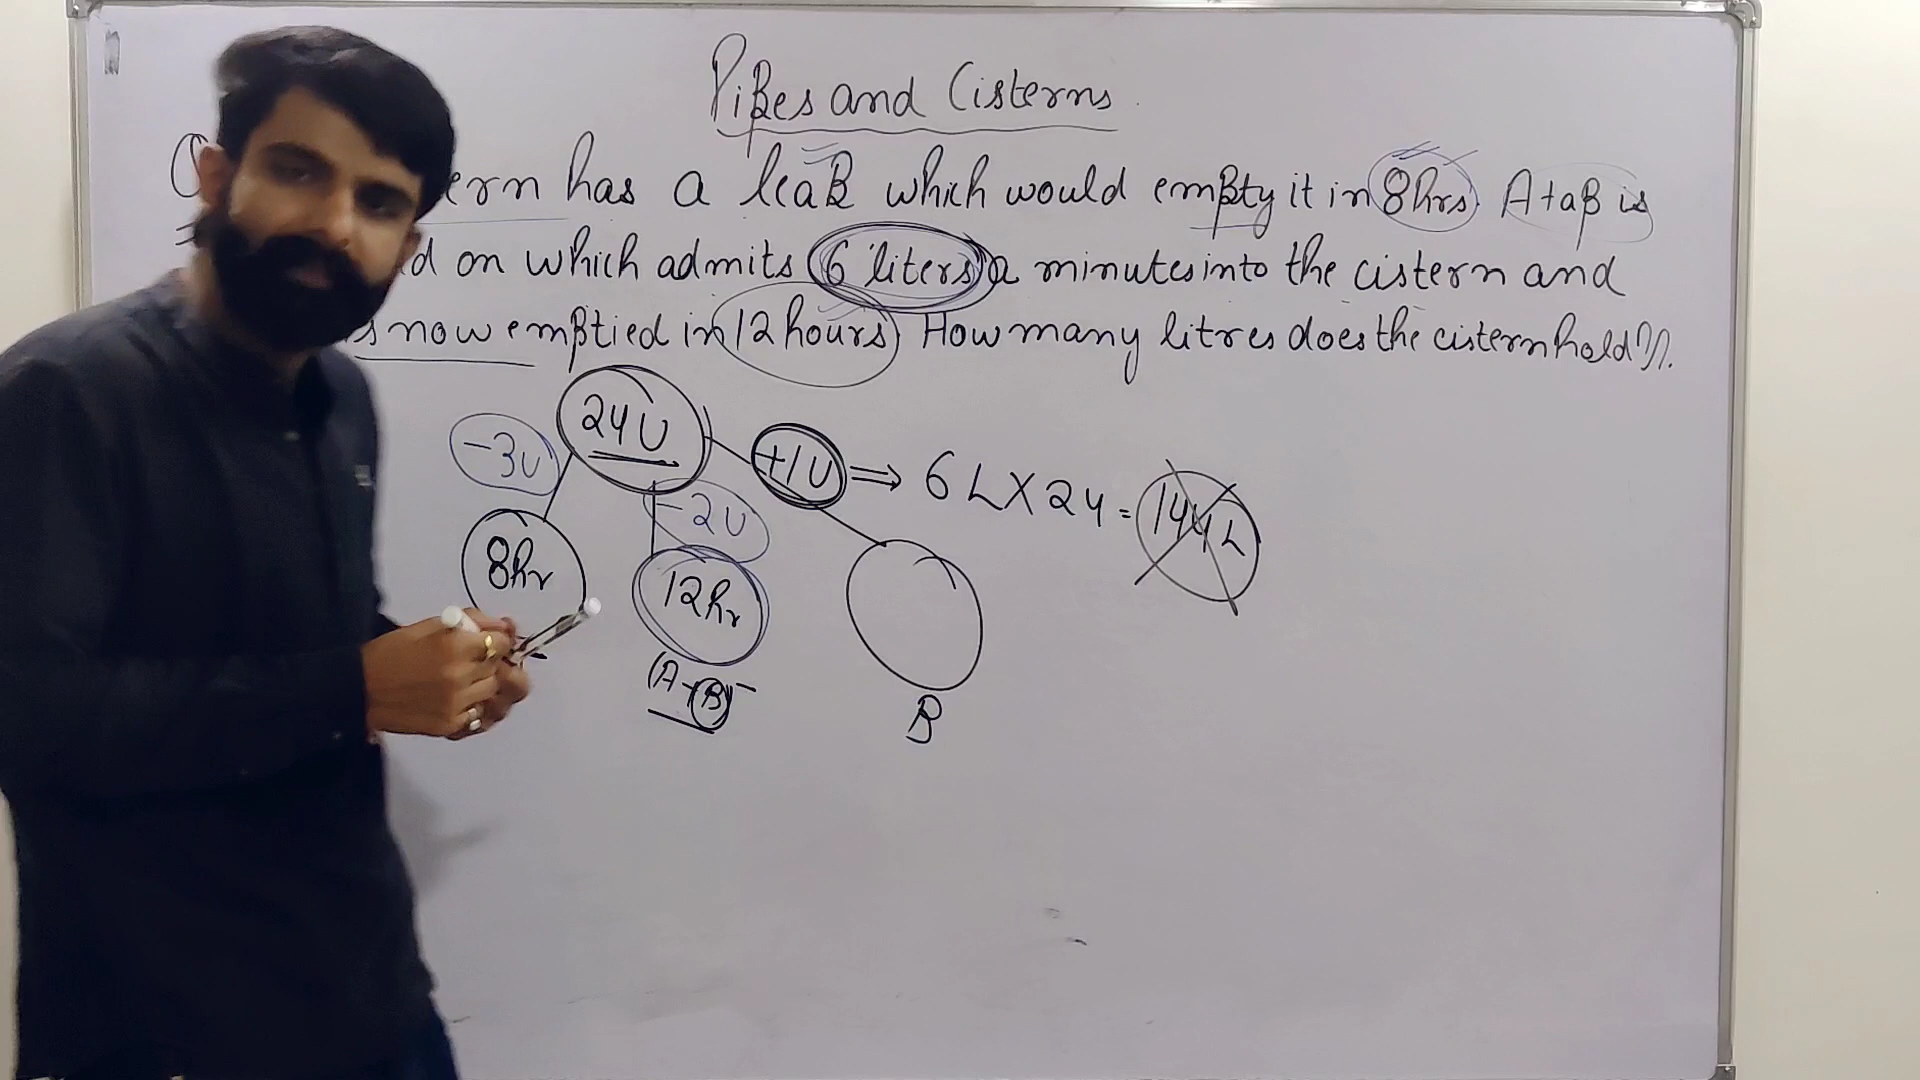 Pipes and Cisterns
ern has a leak which would empty it in 8hrs. A tap is
d on which admits 6 liters a minutes into the cistern and
s now emptied in 12 hours. How many litres does the cistern hold?
24U
-3U
+1U ⇒ 6 L X 24 = 144 L
-2U
8hr
12hr
(A+B)-
B